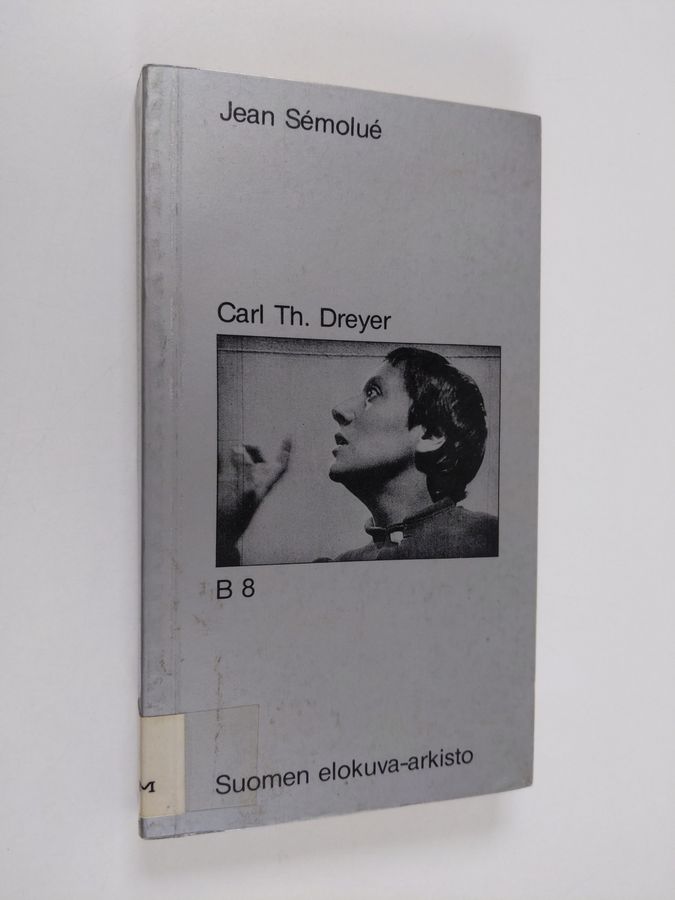 Jean Sémolué
Carl Th. Dreyer
B 8
Suomen elokuva-arkisto
M